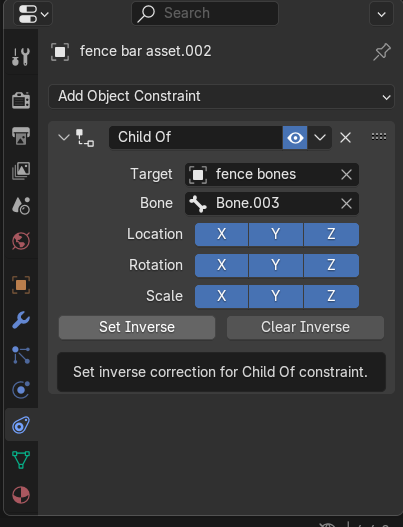 Search
fence bar asset.002
Add Object Constraint
Child Of
Target fence bones
Bone Bone.003
Location X Y Z
Rotation X Y Z
Scale X Y Z
Set Inverse Clear Inverse
Set inverse correction for Child Of constraint.